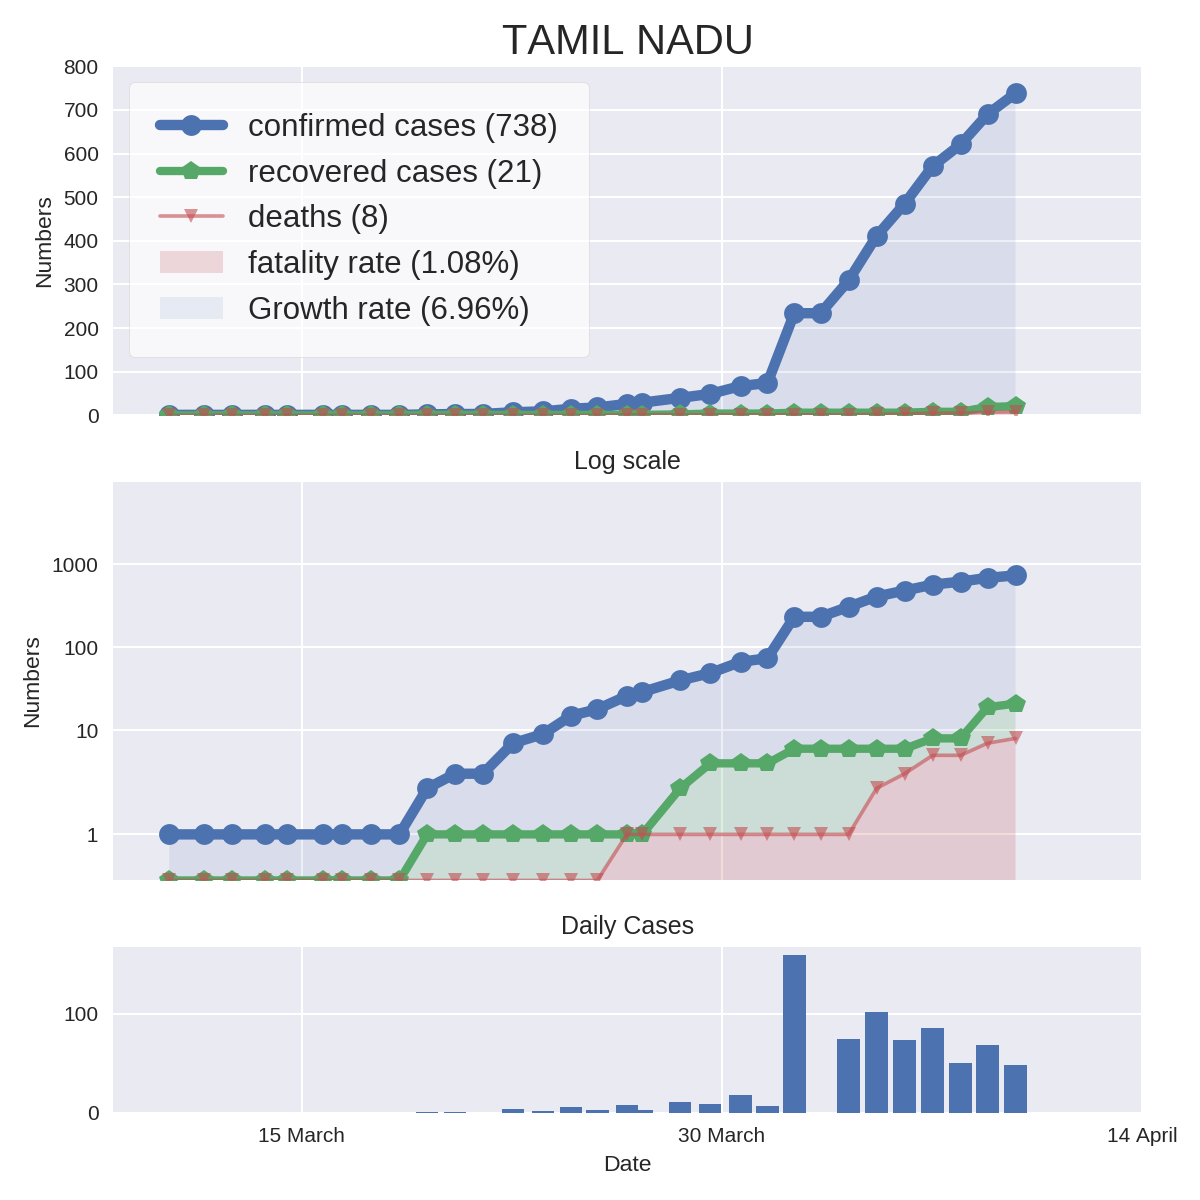 TAMIL NADU
800
700
600
500
400
300
200
100
0
Numbers
confirmed cases (738)
recovered cases (21)
deaths (8)
fatality rate (1.08%)
Growth rate (6.96%)
Log scale
1000
100
10
1
Numbers
Daily Cases
100
0
15 March
30 March
14 April
Date